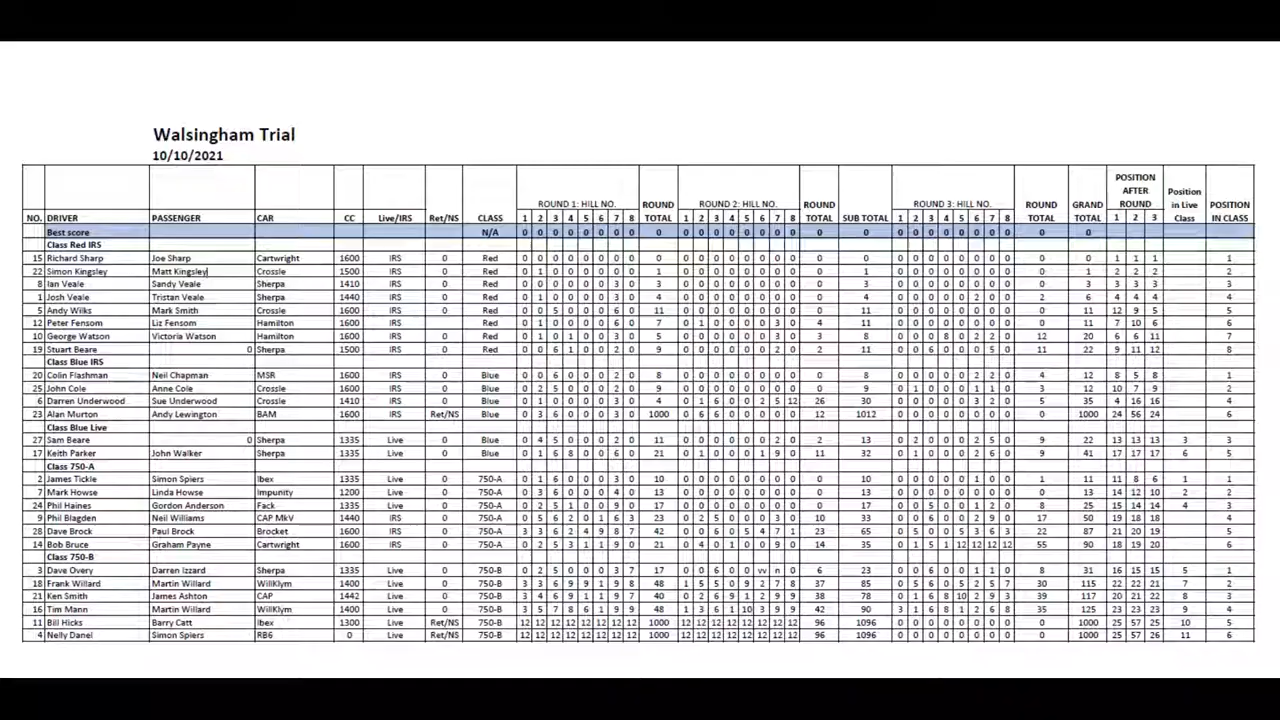 Walsingham Trial
10/10/2021
POSITION AFTER ROUND
Position in Live Class
ROUND 1: HILL NO. ROUND TOTAL ROUND 2: HILL NO. ROUND TOTAL ROUND 3: HILL NO. ROUND TOTAL GRAND TOTAL
NO. DRIVER PASSENGER CAR CC Live/IRS Ret/NS CLASS 1 2 3 4 5 6 7 8 1 2 3 4 5 6 7 8 SUB TOTAL 1 2 3 4 5 6 7 8 1 2 3 POSITION IN CLASS
Best score N/A 0 0 0 0 0 0 0 0 0 0 0 0 0 0 0 0 0 0 0 0 0 0 0 0 0 0 0 0 0
Class Red IRS
15 Richard Sharp Joe Sharp Cartwright 1600 IRS 0 Red 0 0 0 0 0 0 0 0 0 0 0 0 0 0 0 0 0 0 0 0 0 0 0 0 0 0 0 0 0 0 1 1 1 1
22 Simon Kingsley Matt Kingsley Crossle 1500 IRS 0 Red 0 1 0 0 0 0 0 0 1 0 0 0 0 0 0 0 0 0 1 0 0 0 0 0 0 0 0 0 1 2 2 2 2
8 Ian Veale Sandy Veale Sherpa 1410 IRS 0 Red 0 0 0 0 0 0 3 0 3 0 0 0 0 0 0 0 0 0 3 0 0 0 0 0 0 0 0 0 3 3 3 3 3
1 Josh Veale Tristan Veale Sherpa 1440 IRS 0 Red 0 1 0 0 0 0 3 0 4 0 0 0 0 0 0 0 0 0 4 0 0 0 0 0 2 0 0 2 6 4 4 4 4
5 Andy Wilks Mark Smith Crossle 1600 IRS 0 Red 0 0 5 0 0 0 6 0 11 0 0 0 0 0 0 0 0 0 11 0 0 0 0 0 0 0 0 0 11 12 9 5 5
12 Peter Fensom Liz Fensom Hamilton 1600 IRS Red 0 1 0 0 0 0 6 0 7 0 1 0 0 0 0 3 0 4 11 0 0 0 0 0 0 0 0 0 11 7 10 6 6
10 George Watson Victoria Watson Hamilton 1600 IRS 0 Red 0 1 0 1 0 0 3 0 5 0 0 0 0 0 0 3 0 3 8 0 0 0 8 0 2 2 0 12 20 6 6 11 7
19 Stuart Beare 0 Sherpa 1500 IRS 0 Red 0 0 6 1 0 0 2 0 9 0 0 0 0 0 0 2 0 2 11 0 0 6 0 0 0 5 0 11 22 9 11 12 8
Class Blue IRS
20 Colin Flashman Neil Chapman MSR 1600 IRS 0 Blue 0 0 6 0 0 0 2 0 8 0 0 0 0 0 0 0 0 0 8 0 0 0 0 0 2 2 0 4 12 8 5 8 1
25 John Cole Anne Cole Crossle 1600 IRS 0 Blue 0 2 5 0 0 0 2 0 9 0 0 0 0 0 0 0 0 0 9 0 1 0 0 0 1 1 0 3 12 10 7 9 2
6 Darren Underwood Sue Underwood Crossle 1410 IRS 0 Blue 0 1 0 0 0 0 3 0 4 0 1 6 0 0 2 5 12 26 30 0 0 0 0 0 3 2 0 5 35 4 16 16 4
23 Alan Murton Andy Lewington BAM 1600 IRS Ret/NS Blue 0 3 6 0 0 0 3 0 1000 0 6 6 0 0 0 0 0 12 1012 0 0 0 0 0 0 0 0 0 1000 24 56 24 6
Class Blue Live
27 Sam Beare 0 Sherpa 1335 Live 0 Blue 0 4 5 0 0 0 2 0 11 0 0 0 0 0 0 2 0 2 13 0 2 0 0 0 2 5 0 9 22 13 13 13 3 3
17 Keith Parker John Walker Sherpa 1335 Live 0 Blue 0 1 6 8 0 0 6 0 21 0 1 0 0 0 1 9 0 11 32 0 0 2 0 0 1 6 0 9 41 17 17 17 6 5
Class 750-A
2 James Tickle Simon Spiers Ibex 1335 Live 0 750-A 0 1 6 0 0 0 3 0 10 0 0 0 0 0 0 0 0 0 10 0 0 0 0 0 1 0 0 1 11 11 8 6 1 1
7 Mark Howse Linda Howse Impunity 1200 Live 0 750-A 0 3 6 0 0 0 4 0 13 0 0 0 0 0 0 0 0 0 13 0 0 0 0 0 0 0 0 0 13 14 12 10 2 2
24 Phil Haines Gordon Anderson Fack 1335 Live 0 750-A 0 5 6 0 0 0 6 0 17 0 0 0 0 0 0 0 0 0 17 0 0 5 0 0 1 2 0 8 25 15 14 14 4 3
9 Phil Blagden Neil Williams CAP MkV 1440 IRS 0 750-A 0 5 6 2 0 1 6 3 23 0 2 5 0 0 0 3 0 10 33 0 0 6 0 0 2 9 0 17 50 19 18 18 4
28 Dave Brock Paul Brock Brocket 1600 IRS 0 750-A 3 3 6 2 4 9 8 7 42 0 0 6 0 5 4 7 1 23 65 0 0 5 0 5 3 6 3 22 87 21 20 19 5
14 Bob Bruce Graham Payne Cartwright 1600 IRS 0 750-A 0 2 5 3 1 1 9 0 21 0 4 0 1 0 0 9 0 14 35 0 1 5 1 12 12 12 12 55 90 18 19 20 6
Class 750-B
3 Dave Overy Darren Izzard Sherpa 1335 Live 0 750-B 0 2 5 0 0 0 3 7 17 0 0 6 0 0 vv n 0 6 23 0 0 6 0 0 1 1 0 8 31 16 15 15 5 1
18 Frank Willard Martin Willard WillKlym 1400 Live 0 750-B 3 3 6 9 9 1 9 8 48 1 5 5 0 9 2 7 8 37 85 0 5 6 0 5 2 5 7 30 115 22 22 21 7 2
21 Ken Smith James Ashton CAP 1442 Live 0 750-B 3 4 6 9 1 1 9 7 40 0 2 6 9 1 2 9 9 38 78 0 2 6 8 10 2 9 3 39 117 20 21 22 8 3
16 Tim Mann Martin Willard WillKlym 1400 Live 0 750-B 3 5 7 8 6 1 9 9 48 1 3 6 1 10 3 9 9 42 90 3 1 6 8 1 2 6 8 35 125 23 23 23 9 4
11 Bill Hicks Barry Catt Ibex 1300 Live Ret/NS 750-B 12 12 12 12 12 12 12 12 1000 12 12 12 12 12 12 12 12 96 1096 0 0 0 0 0 0 0 0 0 1000 25 57 25 10 5
4 Nelly Danel Simon Spiers RB6 0 Live Ret/NS 750-B 12 12 12 12 12 12 12 12 1000 12 12 12 12 12 12 12 12 96 1096 0 0 0 0 0 0 0 0 0 1000 25 57 26 11 6